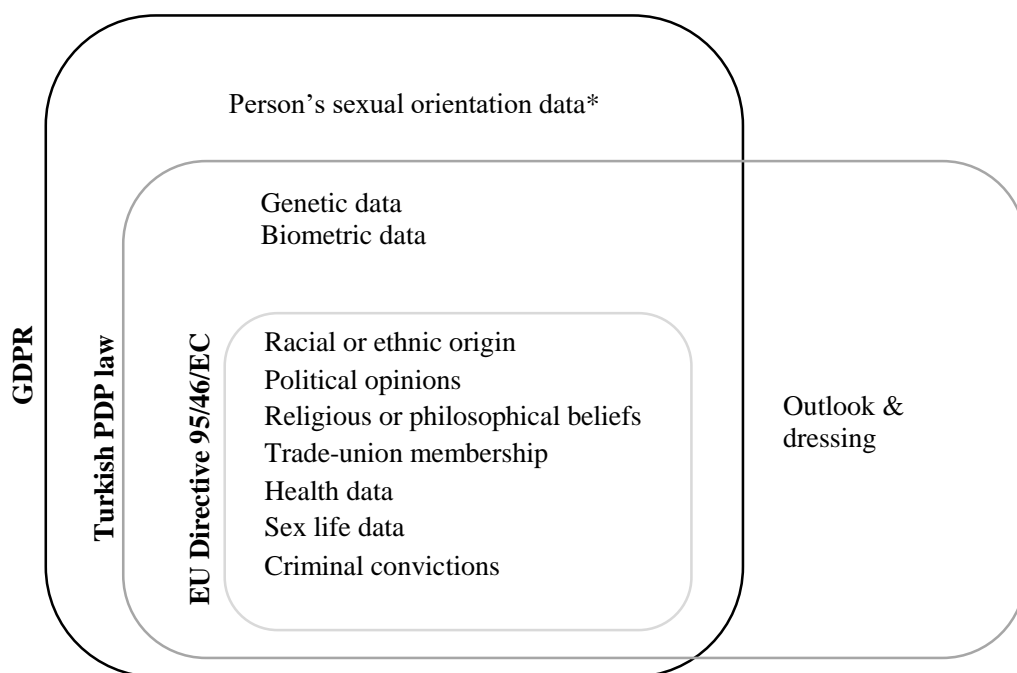 Person’s sexual orientation data*
Genetic data
Biometric data
GDPR
Turkish PDP law
EU Directive 95/46/EC
Racial or ethnic origin
Political opinions
Religious or philosophical beliefs
Trade-union membership
Health data
Sex life data
Criminal convictions
Outlook &
dressing